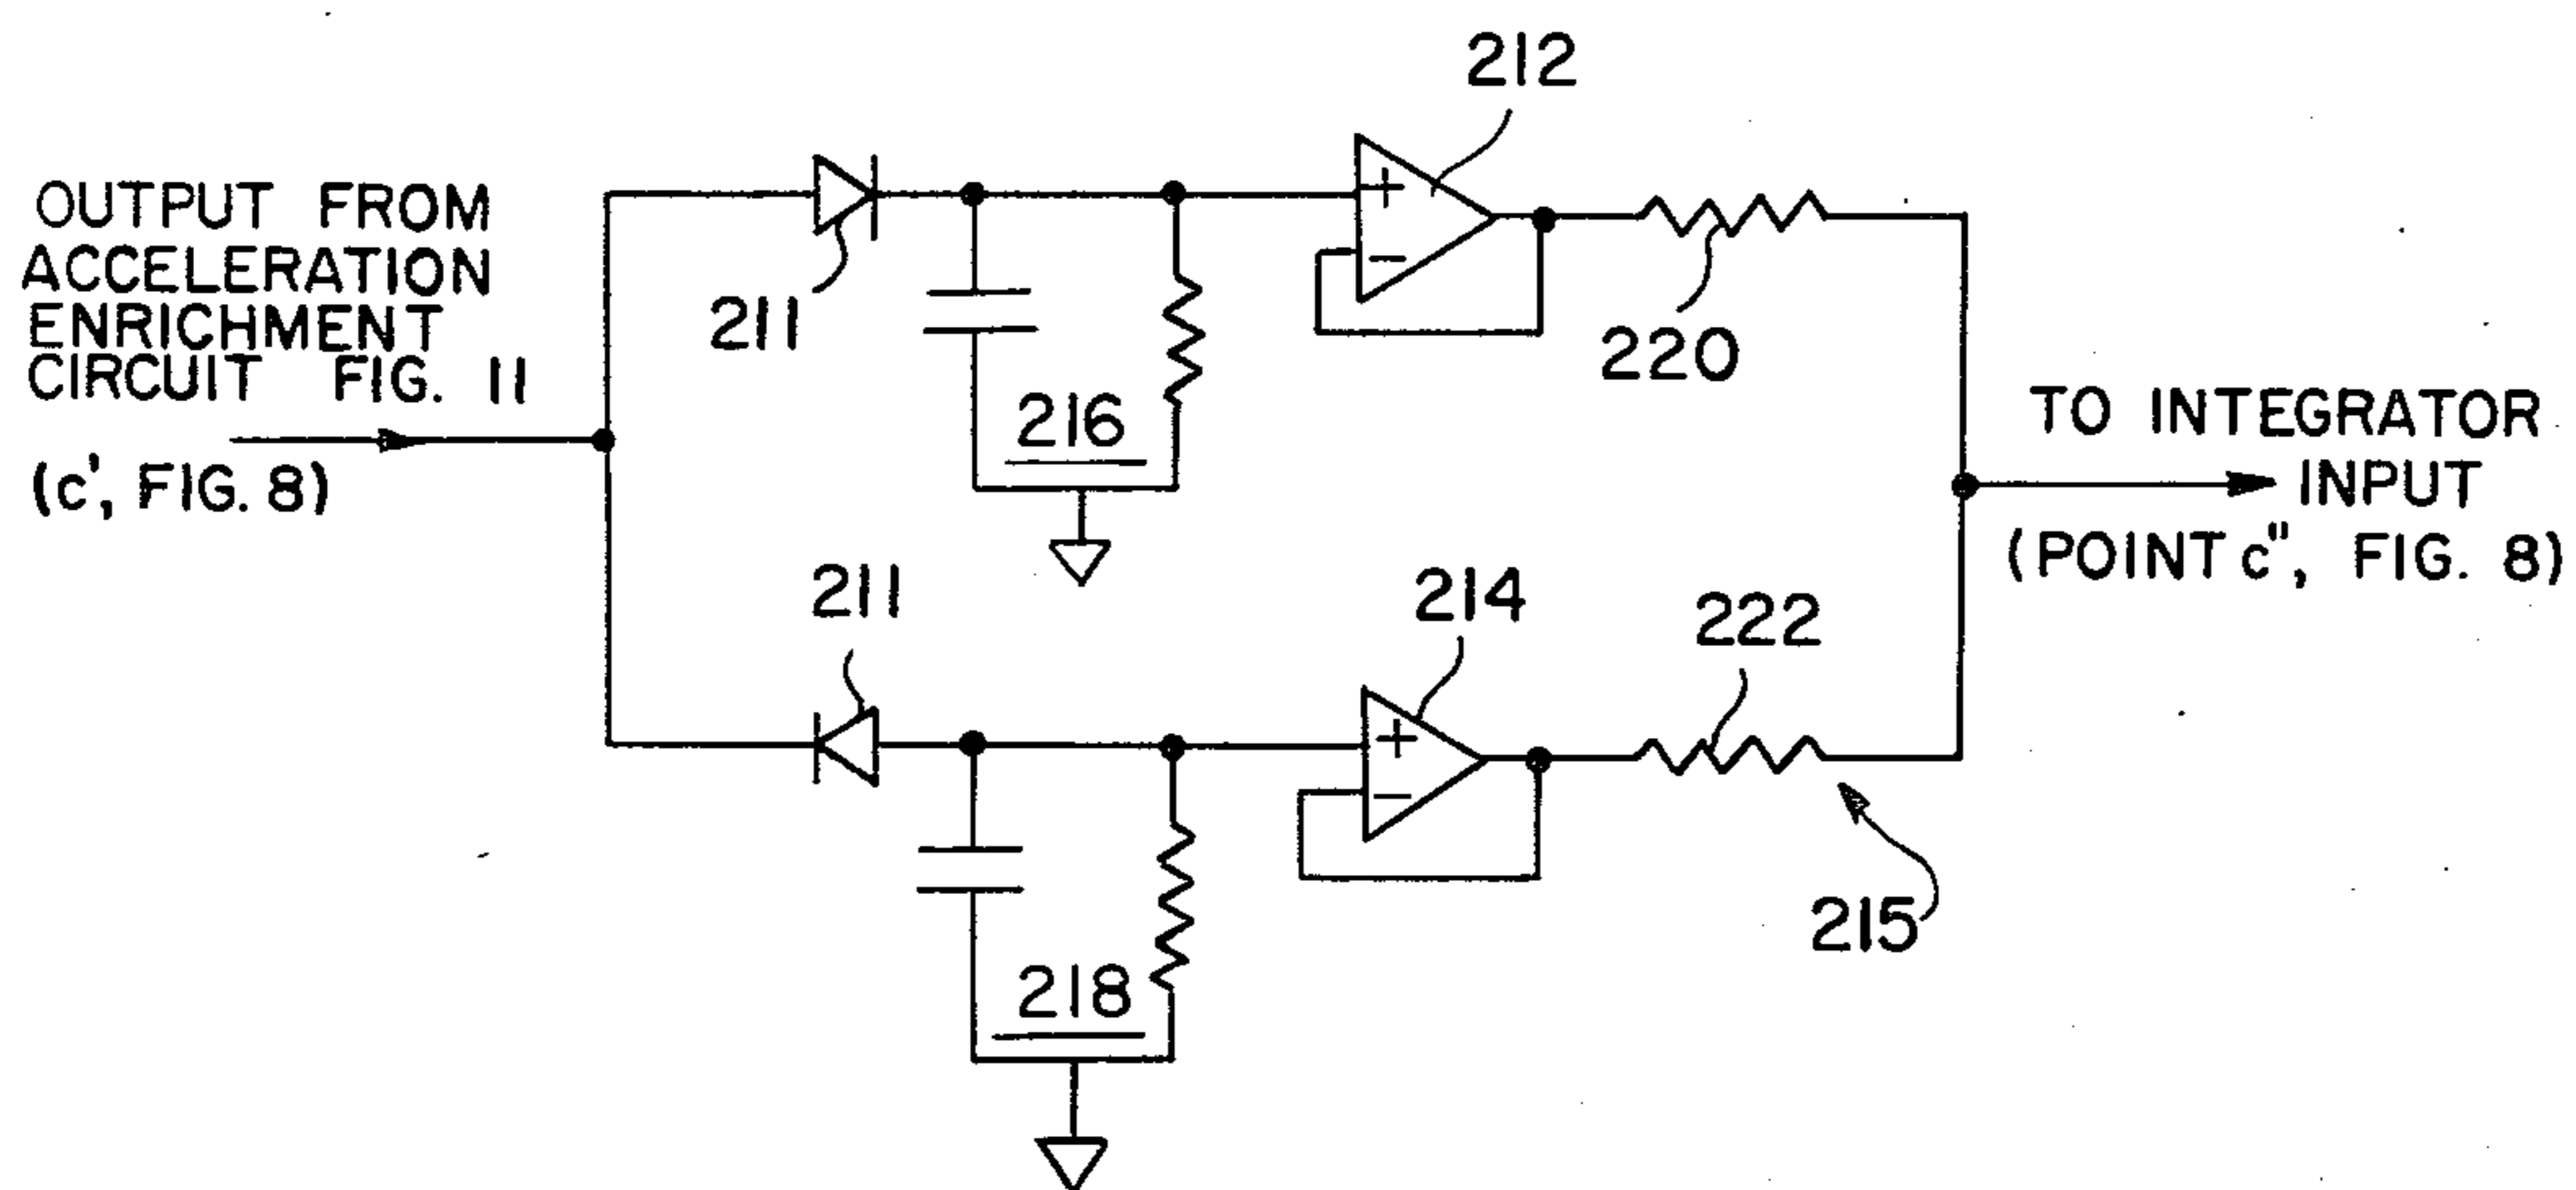 212
OUTPUT FROM
ACCELERATION
ENRICHMENT
CIRCUIT FIG. 11
(c', FIG. 8)
211
+
-
220
216
TO INTEGRATOR
INPUT
(POINT c", FIG. 8)
211
214
222
+
-
215
218